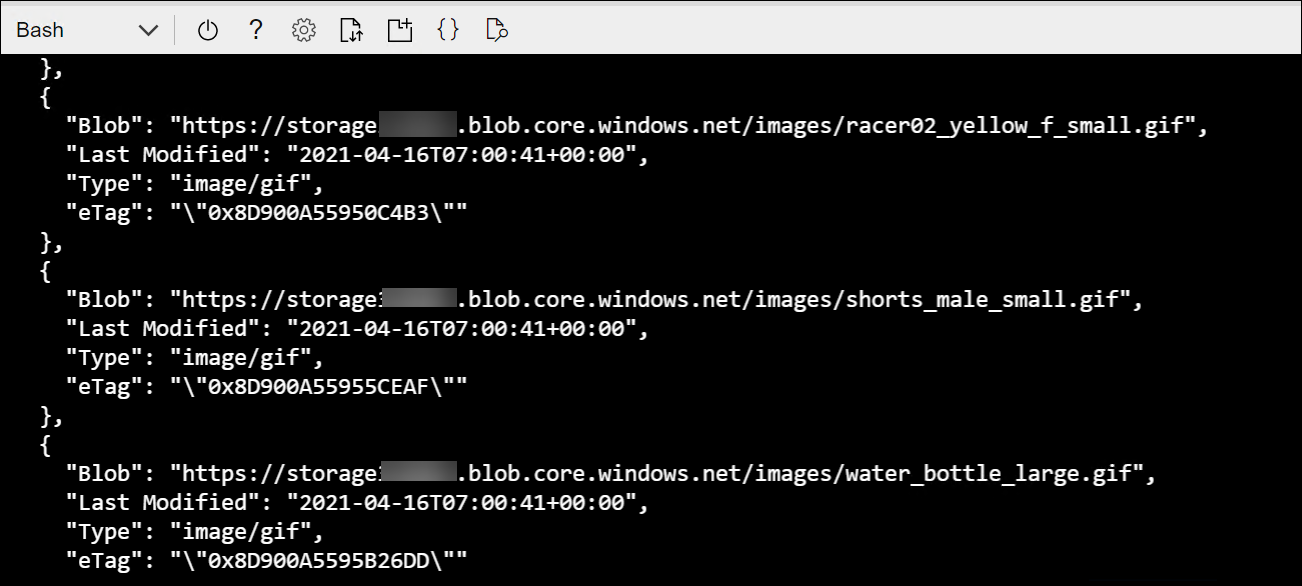 Bash
?
{}
},
{
"Blob": "https://storage .blob.core.windows.net/images/racer02_yellow_f_small.gif",
"Last Modified": "2021-04-16T07:00:41+00:00",
"Type": "image/gif",
"eTag": "\"0x8D900A55950C4B3\""
},
{
"Blob": "https://storage .blob.core.windows.net/images/shorts_male_small.gif",
"Last Modified": "2021-04-16T07:00:41+00:00",
"Type": "image/gif",
"eTag": "\"0x8D900A55955CEAF\""
},
{
"Blob": "https://storage .blob.core.windows.net/images/water_bottle_large.gif",
"Last Modified": "2021-04-16T07:00:41+00:00",
"Type": "image/gif",
"eTag": "\"0x8D900A5595B26DD\""